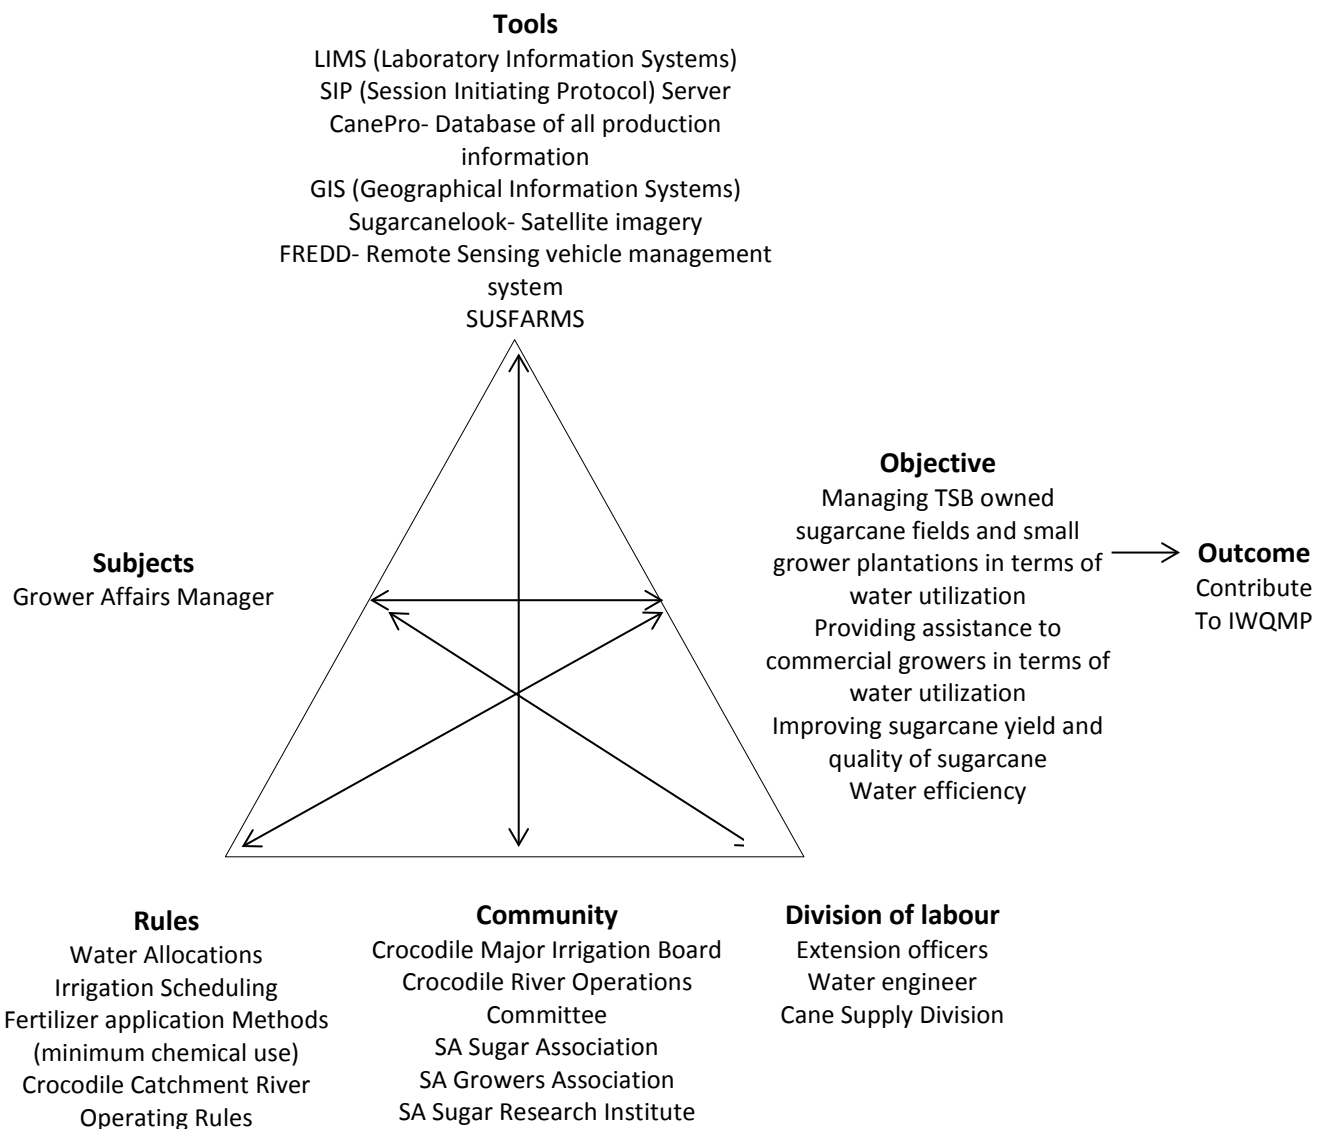 Tools
LIMS (Laboratory Information Systems)
SIP (Session Initiating Protocol) Server
CanePro- Database of all production
information
GIS (Geographical Information Systems)
Sugarcanelook- Satellite imagery
FREDD- Remote Sensing vehicle management
system
SUSFARMS
Subjects
Grower Affairs Manager
Objective
Managing TSB owned
sugarcane fields and small
grower plantations in terms of
water utilization
Providing assistance to
commercial growers in terms of
water utilization
Improving sugarcane yield and
quality of sugarcane
Water efficiency
Outcome
Contribute
To IWQMP
Rules
Water Allocations
Irrigation Scheduling
Fertilizer application Methods
(minimum chemical use)
Crocodile Catchment River
Operating Rules
Community
Crocodile Major Irrigation Board
Crocodile River Operations
Committee
SA Sugar Association
SA Growers Association
SA Sugar Research Institute
Division of labour
Extension officers
Water engineer
Cane Supply Division